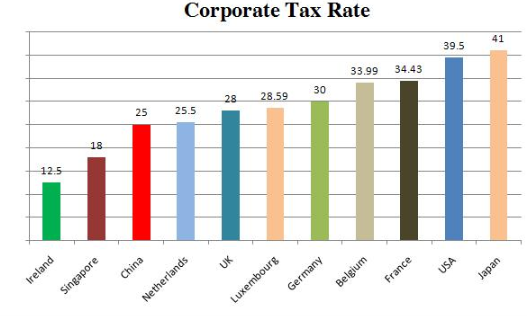 Corporate Tax Rate
12.5
18
25
25.5
28
28.59
30
33.99
34.43
39.5
41
Ireland
Singapore
China
Netherlands
UK
Luxembourg
Germany
Belgium
France
USA
Japan